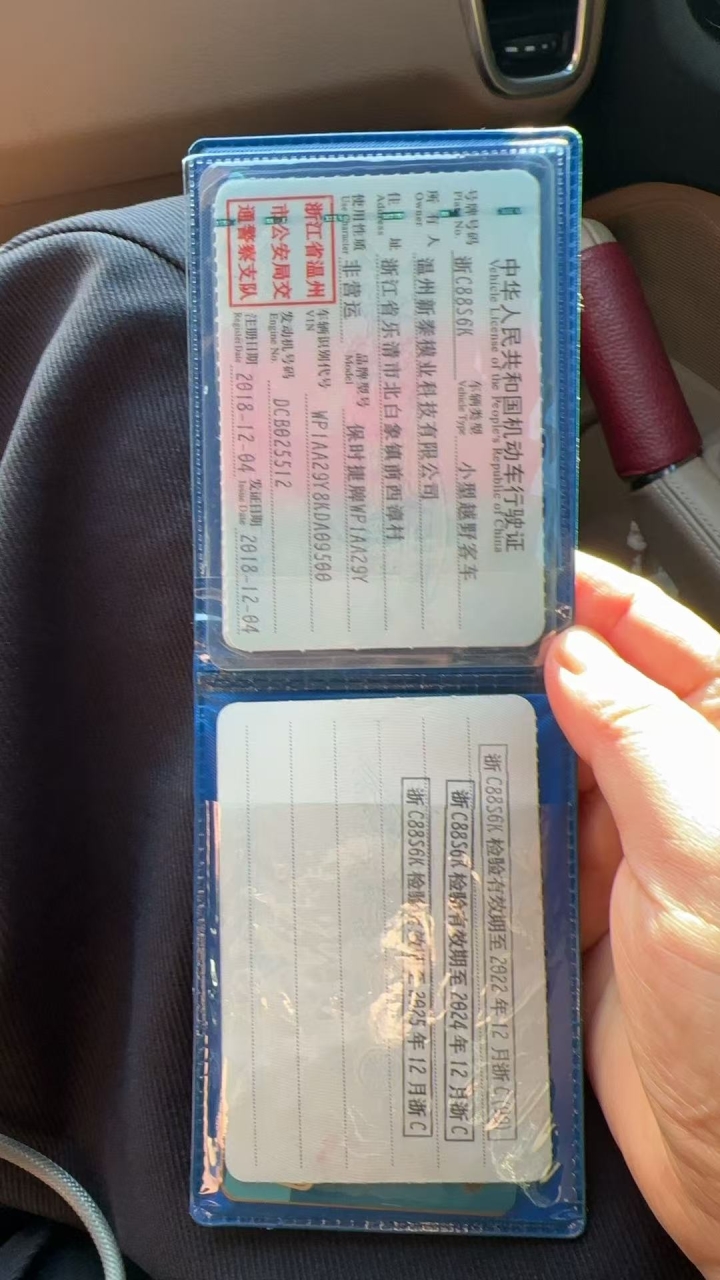 中华人民共和国机动车行驶证
Vehicle License of the People's Republic of China
号牌号码 浙C88S6K 车辆类型 小型越野客车
Plate No. Vehicle Type
所有人 温州新泰模业科技有限公司
Owner
住址 浙江省乐清市北白象镇前西漳村
Address
使用性质 非营运 品牌型号 保时捷牌WP1AA29Y
Use Character Model
浙江省温州
市公安局交
通警察支队
车辆识别代号 WP1AA29Y8KDA09500
VIN
发动机号码 DCB025512
Engine No.
注册日期 2018-12-04 发证日期 2018-12-04
Register Date Issue Date
浙C88S6K 检验有效期至 2022年12月浙C
浙C88S6K 检验有效期至 2024年12月浙C
浙C88S6K 检验有效期至 2025年12月浙C